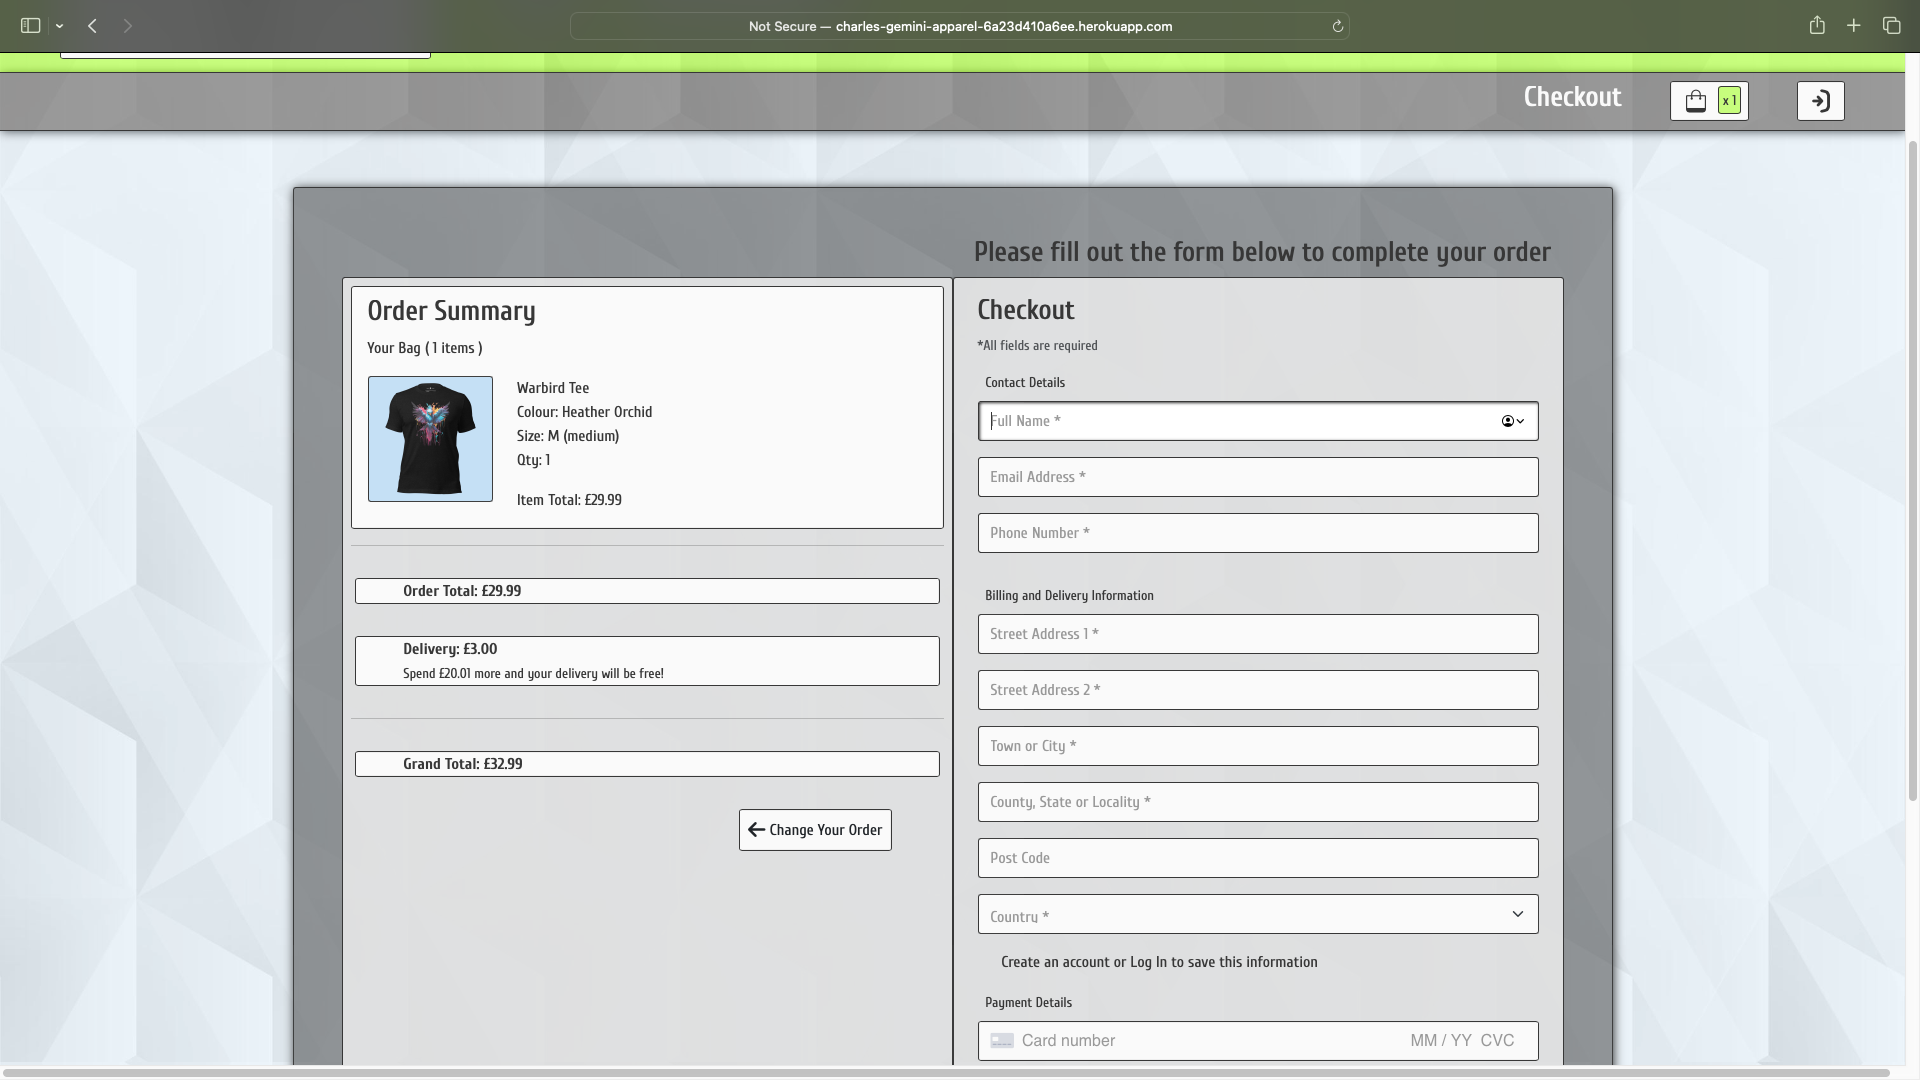 Not Secure — charles-gemini-apparel-6a23d410a6ee.herokuapp.com
Checkout
x 1
Please fill out the form below to complete your order
Order Summary
Your Bag ( 1 items )
Warbird Tee
Colour: Heather Orchid
Size: M (medium)
Qty: 1
Item Total: £29.99
Order Total: £29.99
Delivery: £3.00
Spend £20.01 more and your delivery will be free!
Grand Total: £32.99
Change Your Order
Checkout
*All fields are required
Contact Details
Full Name *
Email Address *
Phone Number *
Billing and Delivery Information
Street Address 1 *
Street Address 2 *
Town or City *
County, State or Locality *
Post Code
Country *
Create an account or Log In to save this information
Payment Details
Card number MM / YY CVC